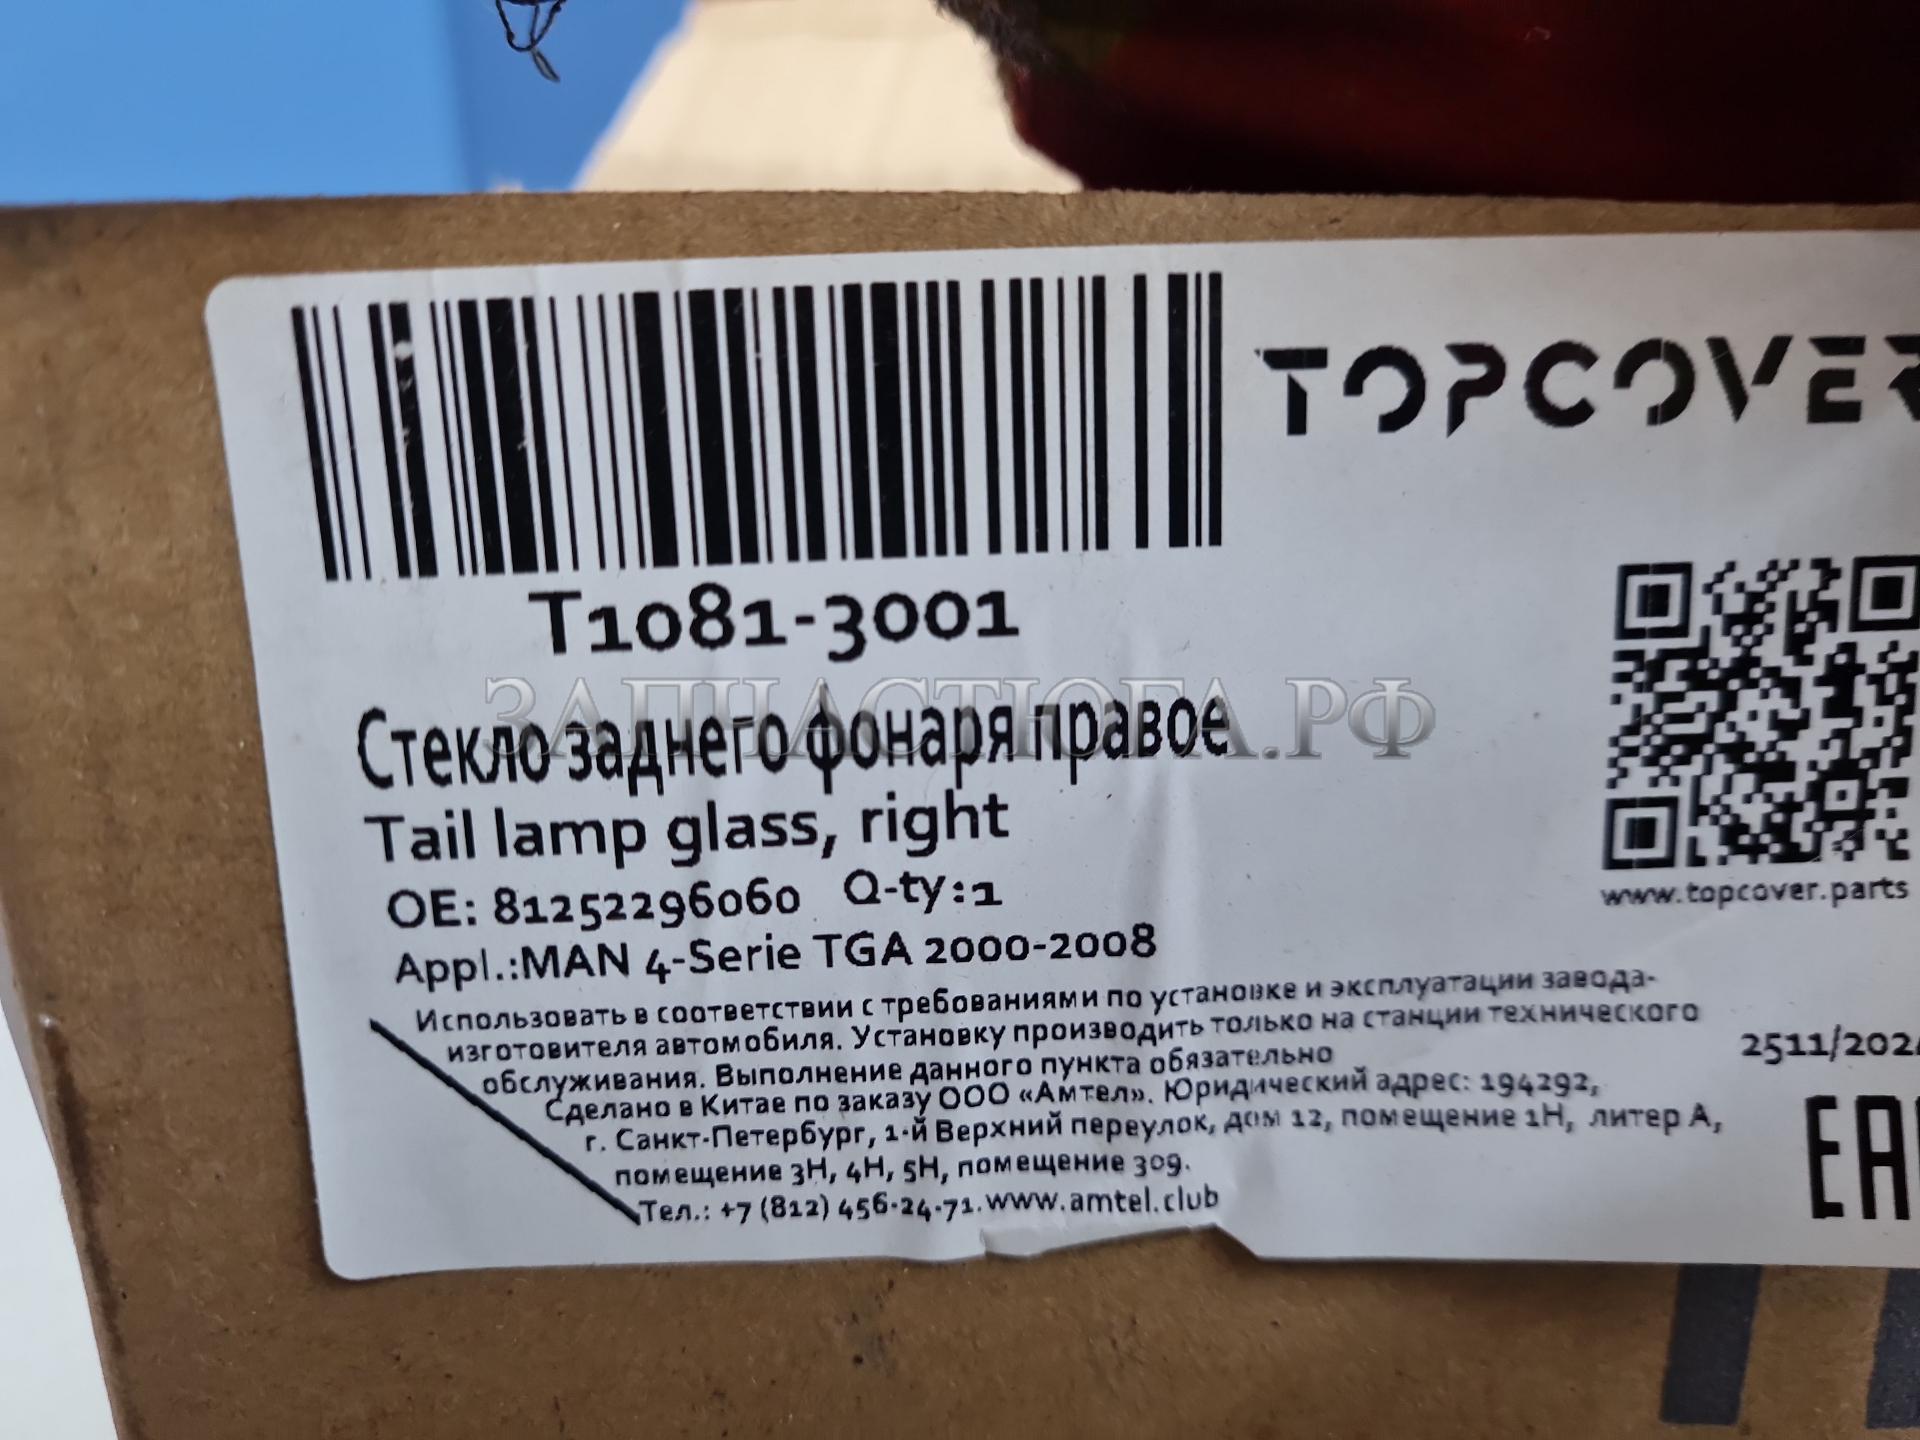 TOPCOVER
T1081-3001
ЗАПЧАСТЮГА.РФ
Стекло заднего фонаря правое
Tail lamp glass, right
OE: 81252296060 Q-ty:1
www.topcover.parts
Appl.:MAN 4-Serie TGA 2000-2008
Использовать в соответствии с требованиями по установке и эксплуатации завода-
изготовителя автомобиля. Установку производить только на станции технического
обслуживания. Выполнение данного пункта обязательно
2511/202
Сделано в Китае по заказу ООО «Амтел». Юридический адрес: 194292,
г. Санкт-Петербург, 1-й Верхний переулок, дом 12, помещение 1Н, литер А,
помещение 3Н, 4Н, 5Н, помещение 309.
Тел.: +7 (812) 456-24-71. www.amtel.club
EA